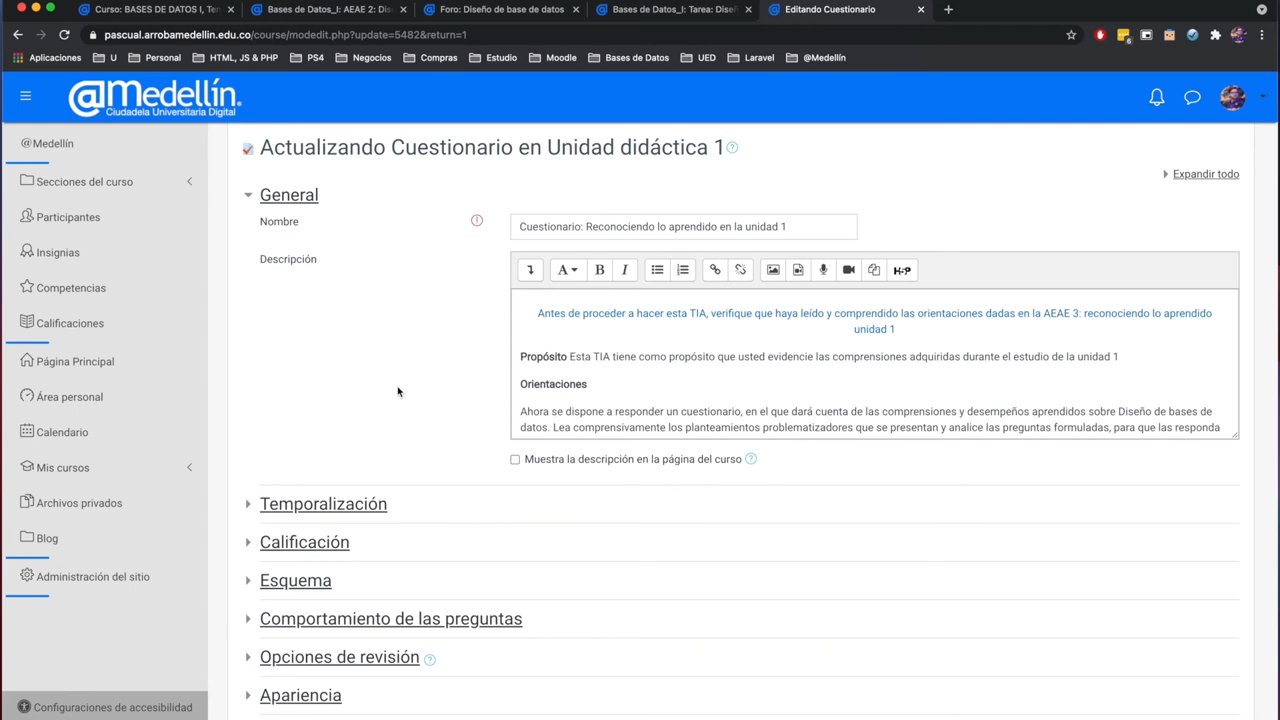 Curso: BASES DE DATOS I, Ten
Bases de Datos_I: AEAE 2: Dis
Foro: Diseño de base de datos
Bases de Datos_I: Tarea: Diseñ
Editando Cuestionario
pascual.arrobamedellin.edu.co/course/modedit.php?update=5482&return=1
6
Aplicaciones U Personal HTML, JS & PHP PS4 Negocios Compras Estudio Moodle Bases de Datos UED Laravel @Medellín
@Medellín.
Ciudadela Universitaria Digital
@Medellín
Secciones del curso
Participantes
Insignias
Competencias
Calificaciones
Página Principal
Área personal
Calendario
Mis cursos
Archivos privados
Blog
Administración del sitio
Configuraciones de accesibilidad
Actualizando Cuestionario en Unidad didáctica 1
Expandir todo
General
Nombre
Cuestionario: Reconociendo lo aprendido en la unidad 1
Descripción
A B I H-P
Antes de proceder a hacer esta TIA, verifique que haya leído y comprendido las orientaciones dadas en la AEAE 3: reconociendo lo aprendido
unidad 1
Propósito Esta TIA tiene como propósito que usted evidencie las comprensiones adquiridas durante el estudio de la unidad 1
Orientaciones
Ahora se dispone a responder un cuestionario, en el que dará cuenta de las comprensiones y desempeños aprendidos sobre Diseño de bases de
datos. Lea comprensivamente los planteamientos problematizadores que se presentan y analice las preguntas formuladas, para que las responda
Muestra la descripción en la página del curso
Temporalización
Calificación
Esquema
Comportamiento de las preguntas
Opciones de revisión
Apariencia